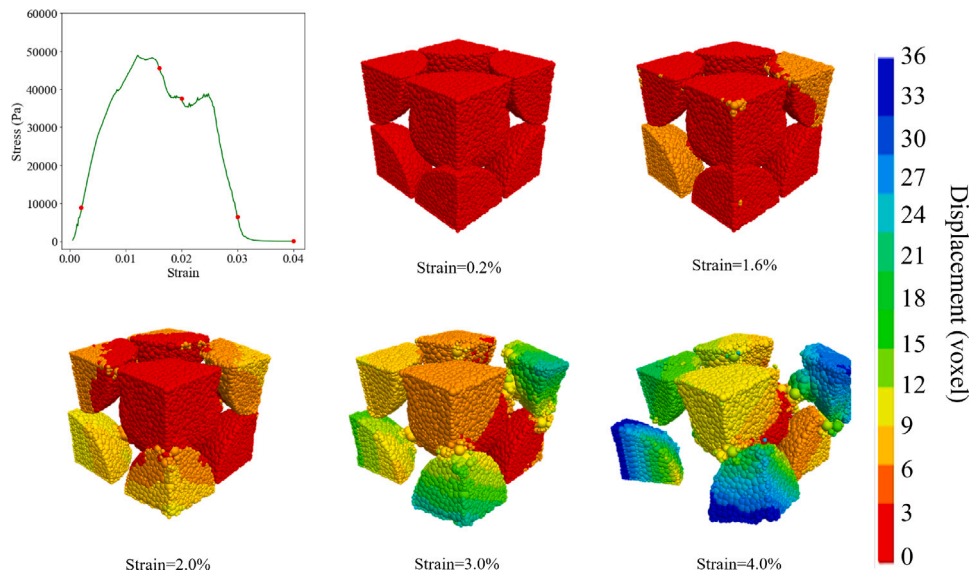 60000
50000
40000
30000
20000
10000
0
Stress (Pa)
0.00 0.01 0.02 0.03 0.04
Strain
Strain=0.2%
Strain=1.6%
Strain=2.0%
Strain=3.0%
Strain=4.0%
36
33
30
27
24
21
18
15
12
9
6
3
0
Displacement (voxel)